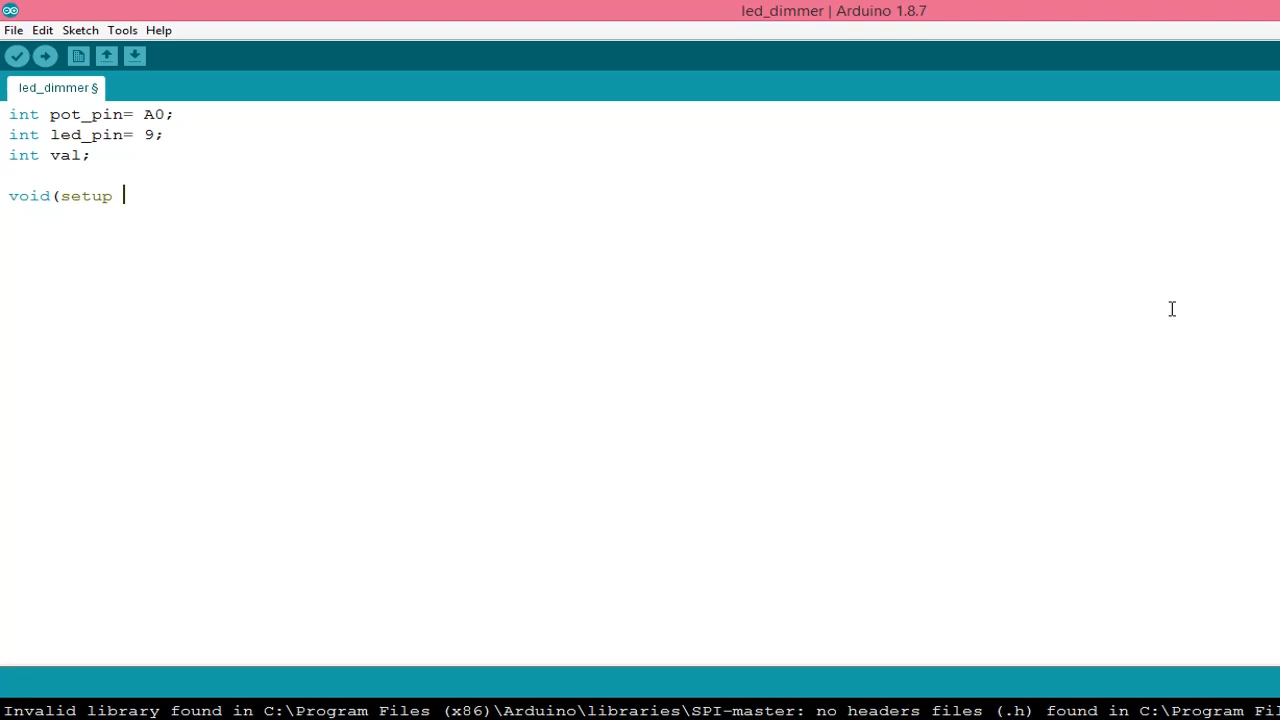 led_dimmer | Arduino 1.8.7
File Edit Sketch Tools Help
led_dimmer §
int pot_pin= A0;
int led_pin= 9;
int val;
void(setup
Invalid library found in C:\Program Files (x86)\Arduino\libraries\SPI-master: no headers files (.h) found in C:\Program Fil